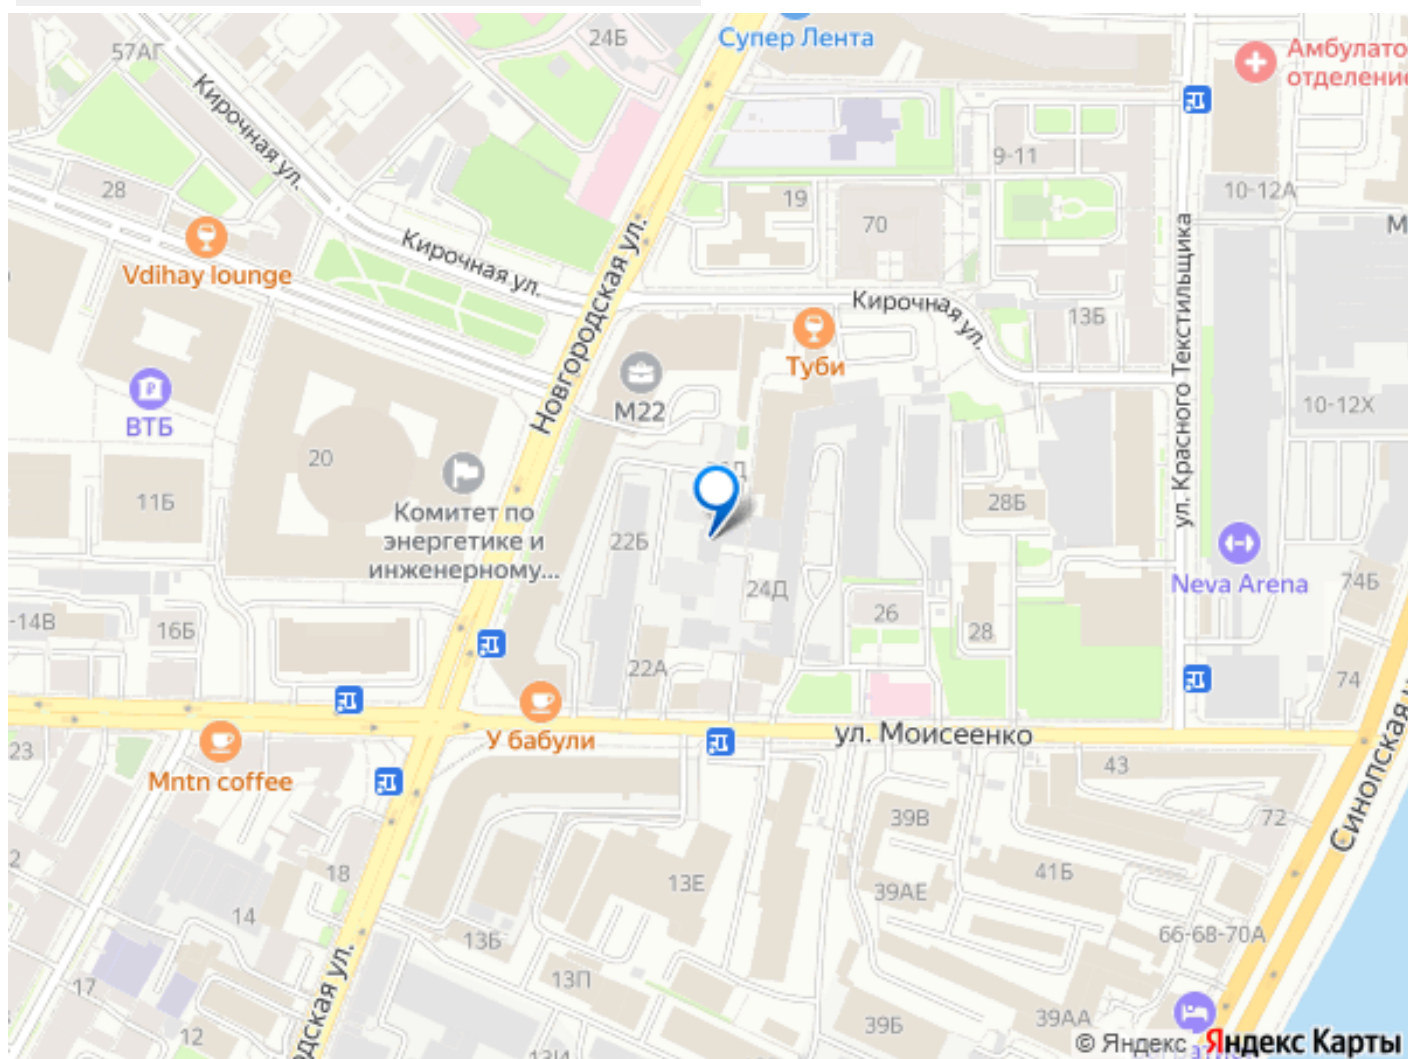 57АГ
24Б
Супер Лента
Амбулато
отделение
Кирочная ул.
9-11
28
19
10-12А
70
Vdihay lounge
Кирочная ул.
Новгородская ул.
Кирочная ул.
13Б
ул. Красного Текстильщика
М
Туби
ВТБ
М22
10-12Х
20
11Б
Комитет по
энергетике и
инженерному...
22Б
28Б
24Д
Neva Arena
74Б
-14В
16Б
26
28
22А
74
У бабули
ул. Моисеенко
23
Mntn coffee
43
Синопская
39В
72
18
13Е
41Б
39АЕ
14
13Б
66-68-70А
13П
17
12
39Б
39АА
одская ул.
© Яндекс
Яндекс Карты